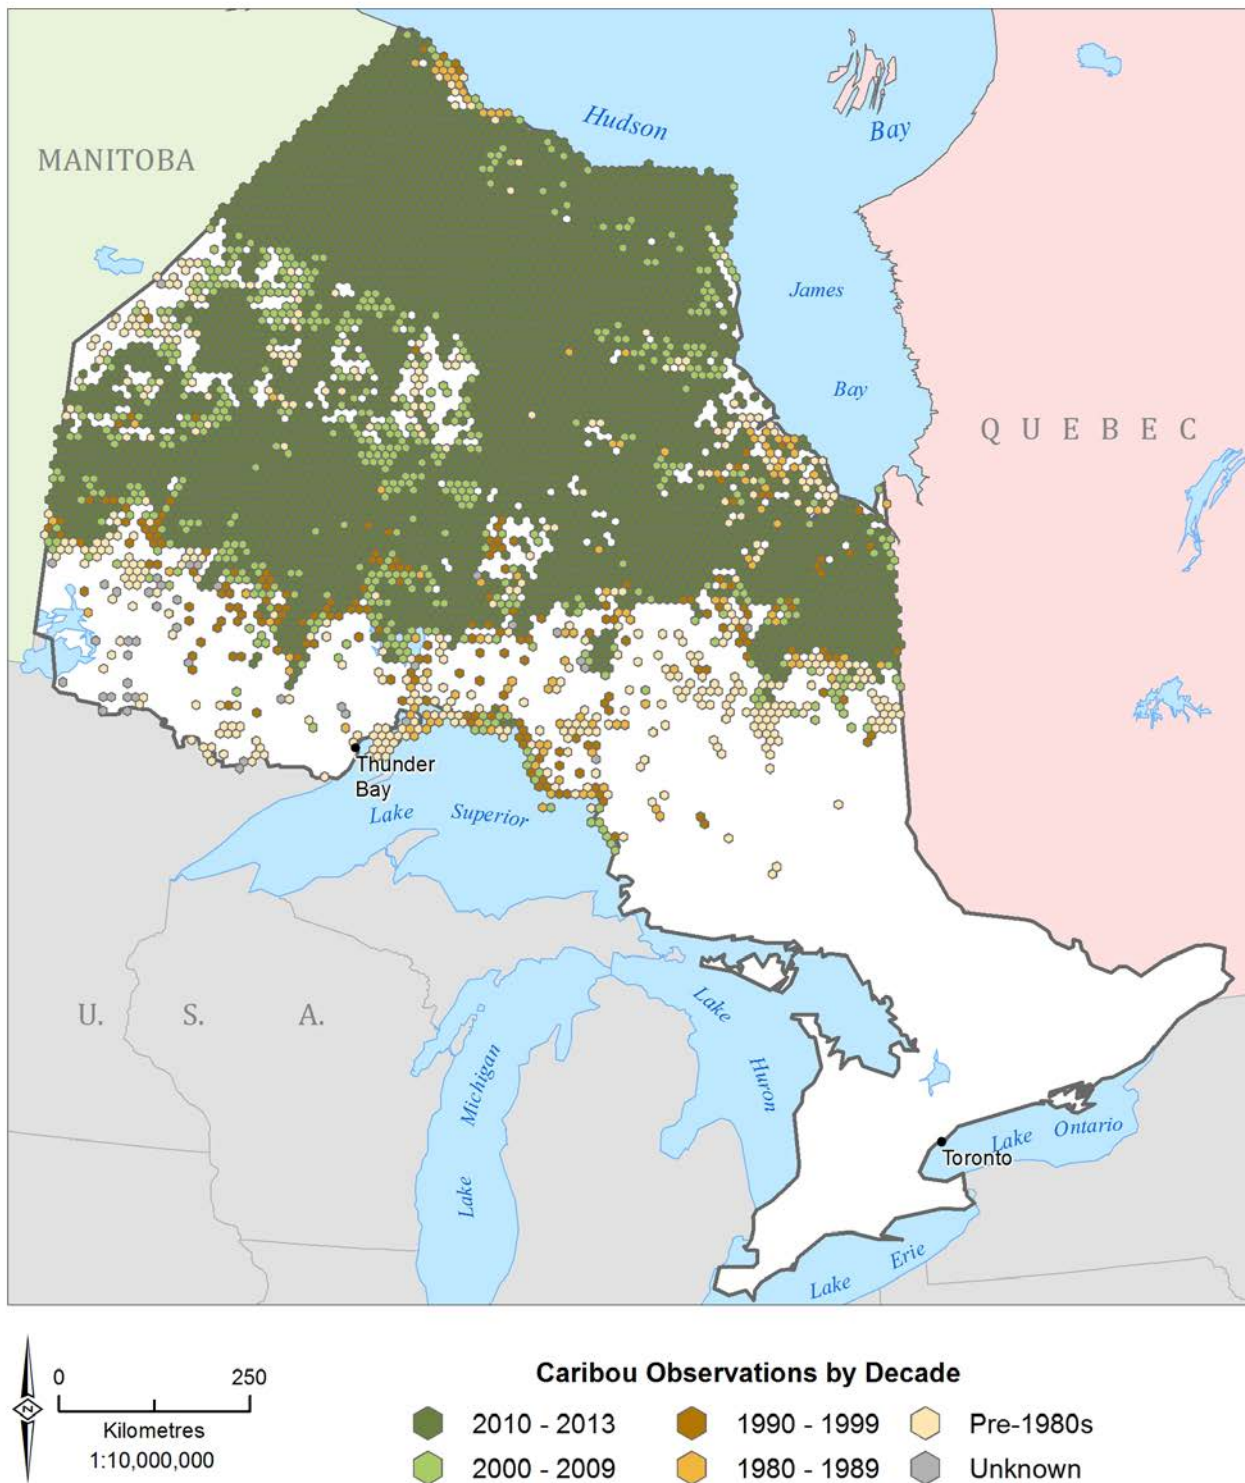 Hudson
Bay
MANITOBA
James
Bay
QUEBEC
Thunder
Bay
Lake Superior
U. S. A.
Lake Michigan
Lake
Huron
Lake Ontario
Toronto
Lake Erie
0 250
Kilometres
1:10,000,000
N
Caribou Observations by Decade
2010 - 2013
1990 - 1999
Pre-1980s
2000 - 2009
1980 - 1989
Unknown